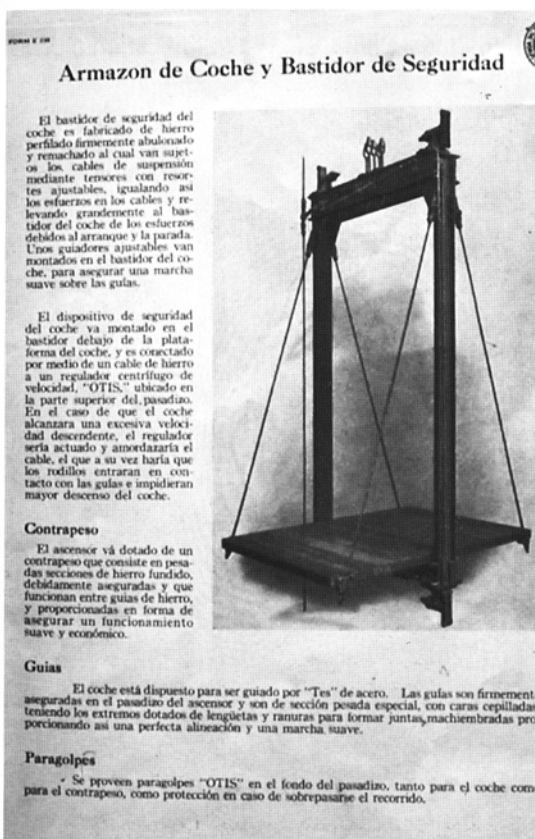 FORM E 238
Armazon de Coche y Bastidor de Seguridad
El bastidor de seguridad del
coche es fabricado de hierro
perfilado firmemente abulonado
y remachado al cual van sujet-
os los cables de suspensión
mediante tensores con resor-
tes ajustables, igualando asi
los esfuerzos en los cables y re-
levando grandemente al bas-
tidor del coche de los esfuerzos
debidos al arranque y la parada.
Unos guiadores ajustables van
montados en el bastidor del co-
che, para asegurar una marcha
suave sobre las guías.
El dispositivo de seguridad
del coche va montado en el
bastidor debajo de la plata-
forma del coche, y es conectado
por medio de un cable de hierro
a un regulador centrífugo de
velocidad, "OTIS," ubicado en
la parte superior del pasadizo.
En el caso de que el coche
alcanzara una excesiva veloci-
dad descendente, el regulador
sería actuado y amordazaría el
cable, el que a su vez haría que
los rodillos entraran en con-
tacto con las guías e impidieran
mayor descenso del coche.
Contrapeso
El ascensor vá dotado de un
contrapeso que consiste en pesa-
das secciones de hierro fundido,
debidamente aseguradas y que
funcionan entre guias de hierro,
y proporcionadas en forma de
asegurar un funcionamiento
suave y económico.
Guias
El coche está dispuesto para ser guiado por "Tes" de acero. Las guías son firmement
aseguradas en el pasadizo del ascensor y son de sección pesada especial, con caras cepilladas
teniendo los extremos dotados de lengüetas y ranuras para formar juntas machiembradas pro
porcionando asi una perfecta alineación y una marcha suave.
Paragolpes
Se proveen paragolpes "OTIS" en el fondo del pasadizo, tanto para el coche com
para el contrapeso, como protección en caso de sobrepasarse el recorrido.